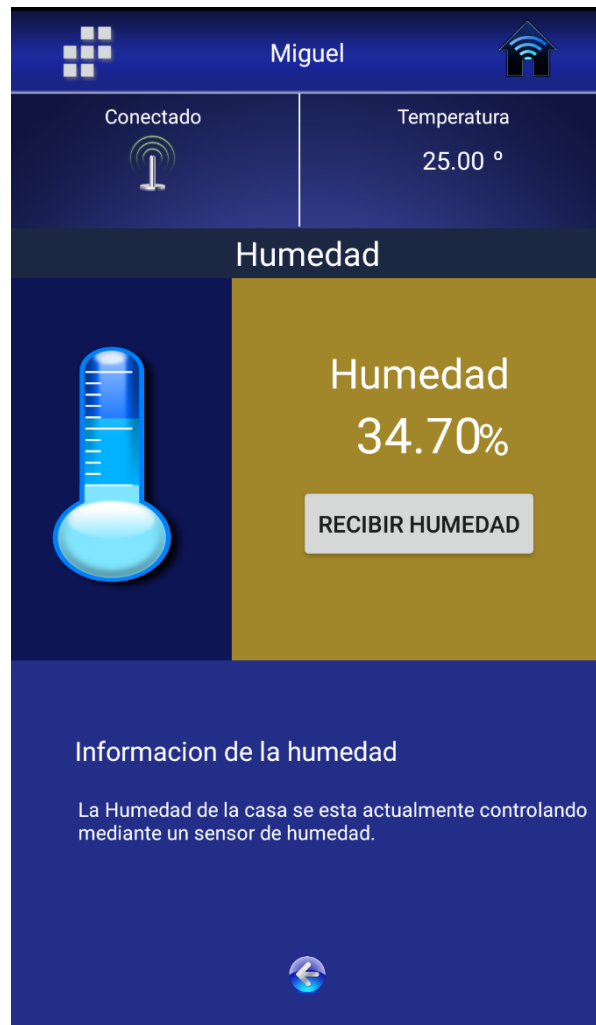 Miguel
Conectado
Temperatura
25.00 º
Humedad
Humedad
34.70%
RECIBIR HUMEDAD
Informacion de la humedad
La Humedad de la casa se esta actualmente controlando
mediante un sensor de humedad.